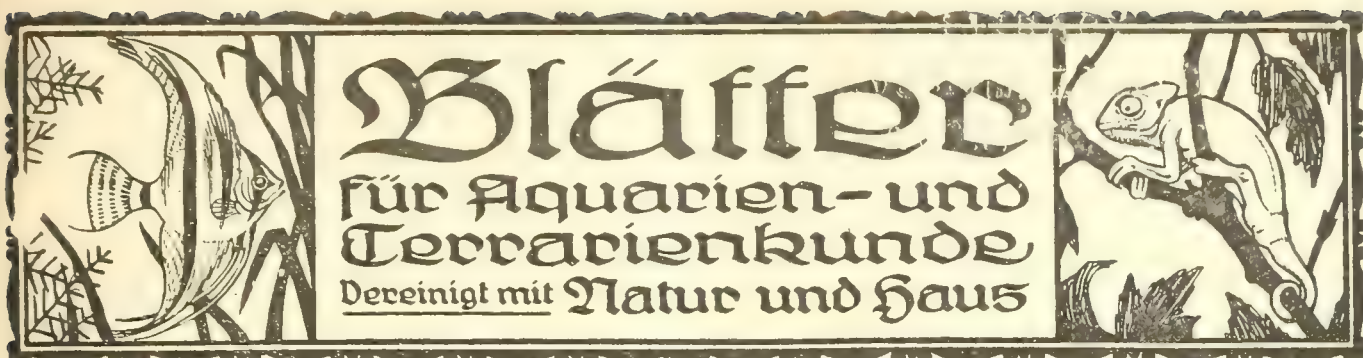 Blätter
für Aquarien- und
Terrarienkunde
Vereinigt mit Natur und Haus